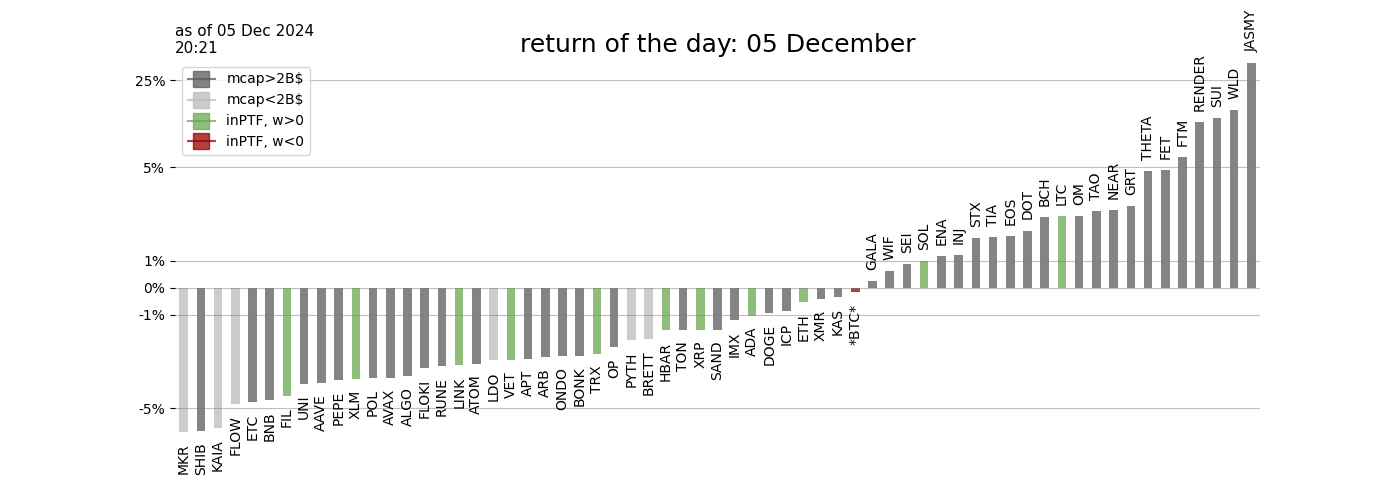 as of 05 Dec 2024
20:21
return of the day: 05 December
mcap>2B$
mcap<2B$
inPTF, w>0
inPTF, w<0
25%
5%
1%
0%
-1%
-5%
MKR
SHIB
KAIA
FLOW
ETC
BNB
FIL
UNI
AAVE
PEPE
XLM
POL
AVAX
ALGO
FLOKI
RUNE
LINK
ATOM
LDO
VET
APT
ARB
ONDO
BONK
TRX
OP
PYTH
BRETT
HBAR
TON
XRP
SAND
IMX
ADA
DOGE
ICP
ETH
XMR
KAS
*BTC*
GALA
WIF
SEI
SOL
ENA
INJ
STX
TIA
EOS
DOT
BCH
LTC
OM
TAO
NEAR
GRT
THETA
FET
FTM
RENDER
SUI
WLD
JASMY